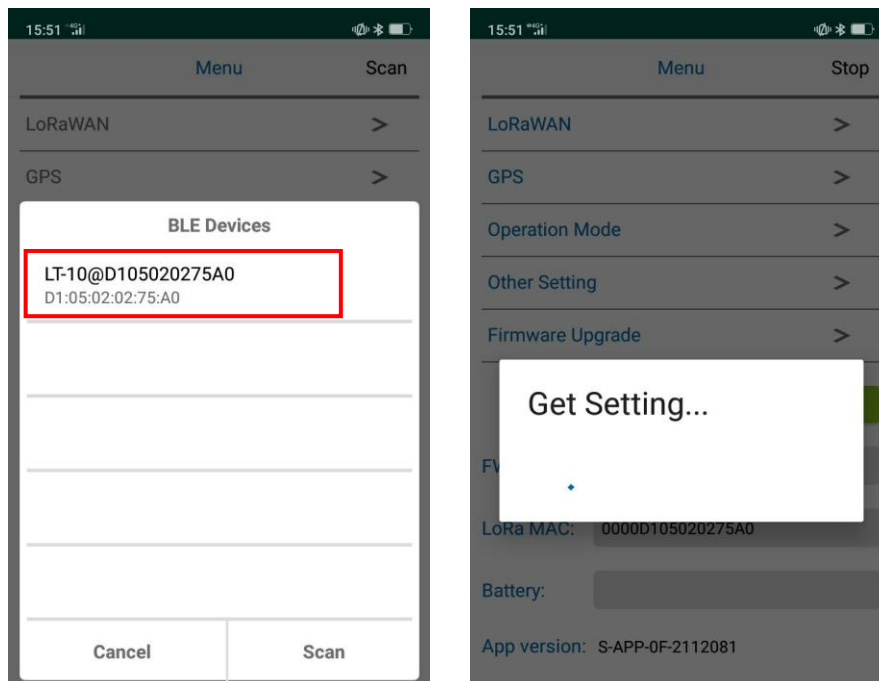 15:51
Menu
Scan
LoRaWAN
>
GPS
>
BLE Devices
LT-10@D105020275A0
D1:05:02:02:75:A0
Cancel
Scan
15:51
Menu
Stop
LoRaWAN
>
GPS
>
Operation Mode
>
Other Setting
>
Firmware Upgrade
>
Get Setting...
LoRa MAC: 0000D105020275A0
Battery:
App version: S-APP-0F-2112081